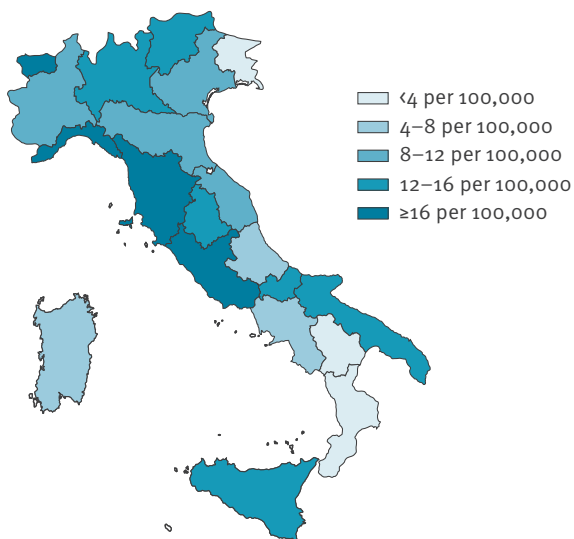 <4 per 100,000
4–8 per 100,000
8–12 per 100,000
12–16 per 100,000
≥16 per 100,000